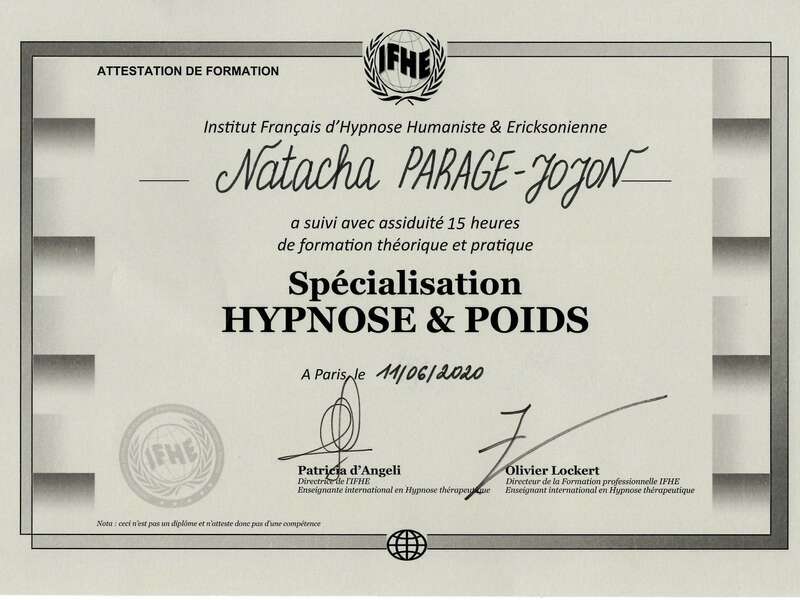 IFHE
ATTESTATION DE FORMATION
Institut Français d'Hypnose Humaniste & Ericksonienne
Natacha PARAGE-JOJON
a suivi avec assiduité 15 heures
de formation théorique et pratique
Spécialisation
HYPNOSE & POIDS
A Paris, le 11/06/2020
IFHE
Patricia d'Angeli
Directrice de l'IFHE
Enseignante international en Hypnose thérapeutique
Olivier Lockert
Directeur de la Formation professionnelle IFHE
Enseignant international en Hypnose thérapeutique
Nota : ceci n'est pas un diplôme et n'atteste donc pas d'une compétence